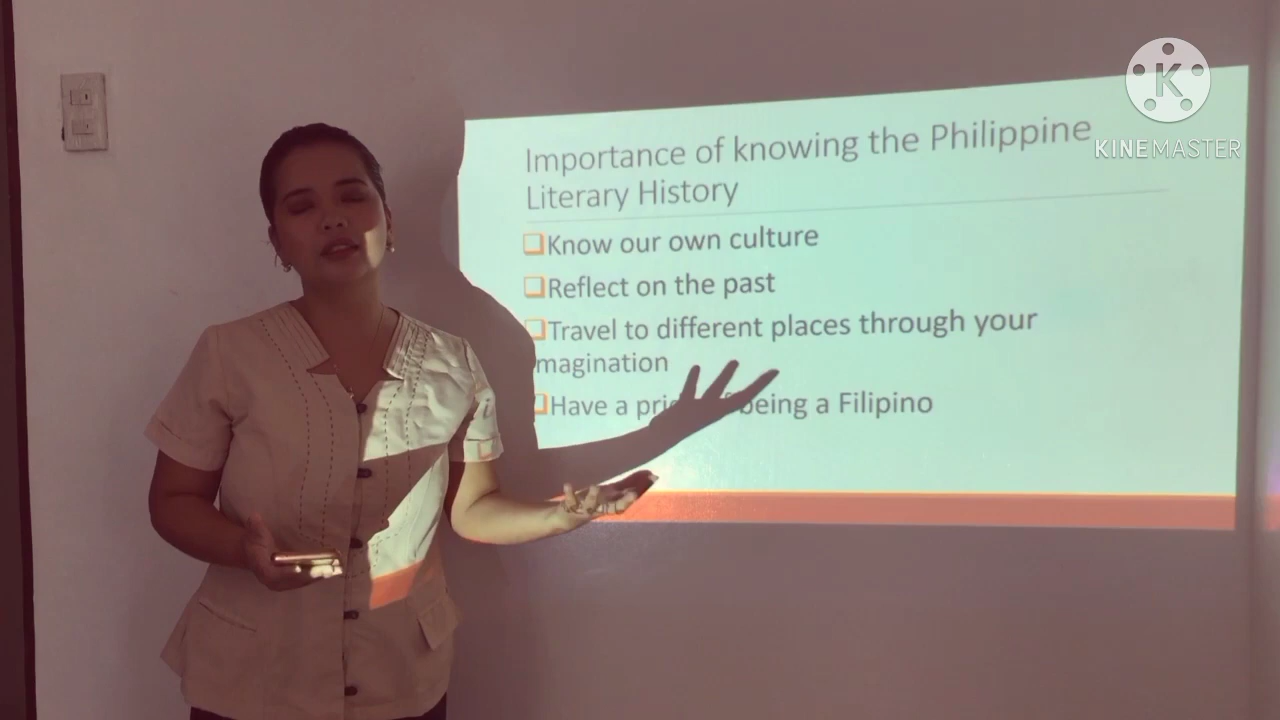 Importance of knowing the Philippine
Literary History
Know our own culture
Reflect on the past
Travel to different places through your
magination
Have a being a Filipino
K
KINEMASTER